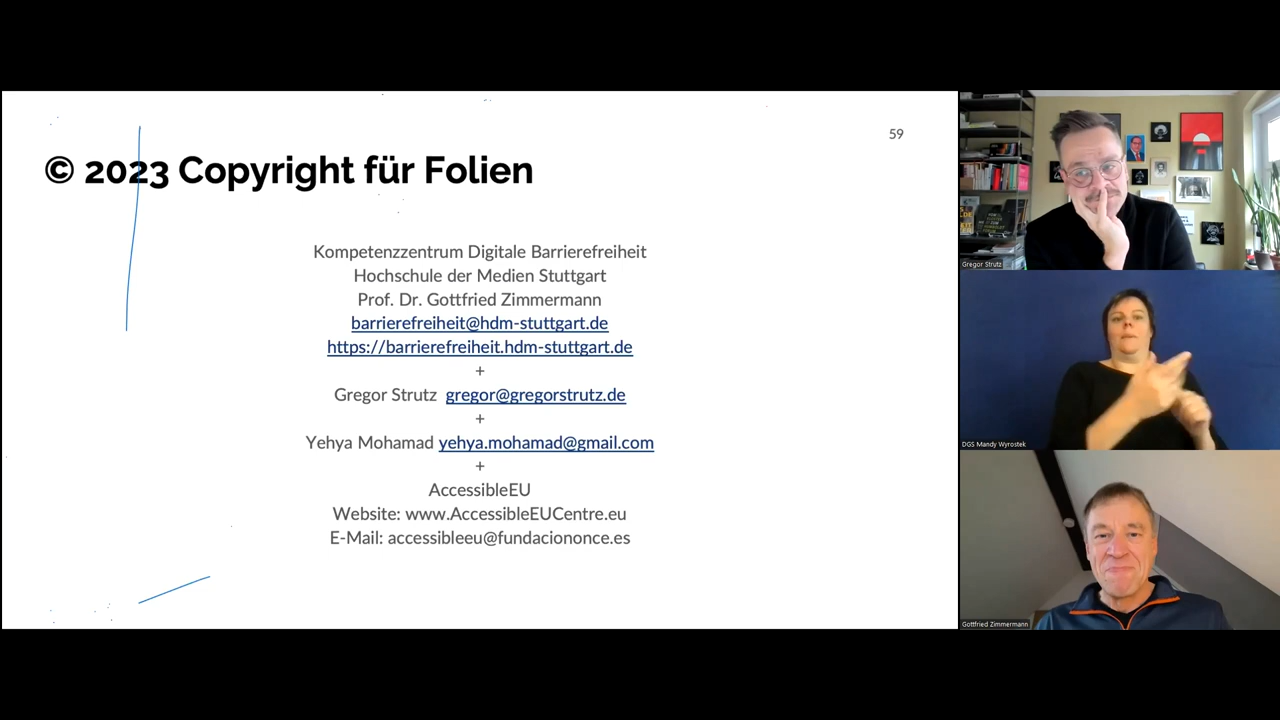 59
© 2023 Copyright für Folien
Kompetenzzentrum Digitale Barrierefreiheit
Hochschule der Medien Stuttgart
Prof. Dr. Gottfried Zimmermann
barrierefreiheit@hdm-stuttgart.de
https://barrierefreiheit.hdm-stuttgart.de
+
Gregor Strutz gregor@gregorstrutz.de
+
Yehya Mohamad yehya.mohamad@gmail.com
+
AccessibleEU
Website: www.AccessibleEUCentre.eu
E-Mail: accessibleeu@fundaciononce.es
Gregor Strutz
DGS Mandy Wyrostek
Gottfried Zimmermann